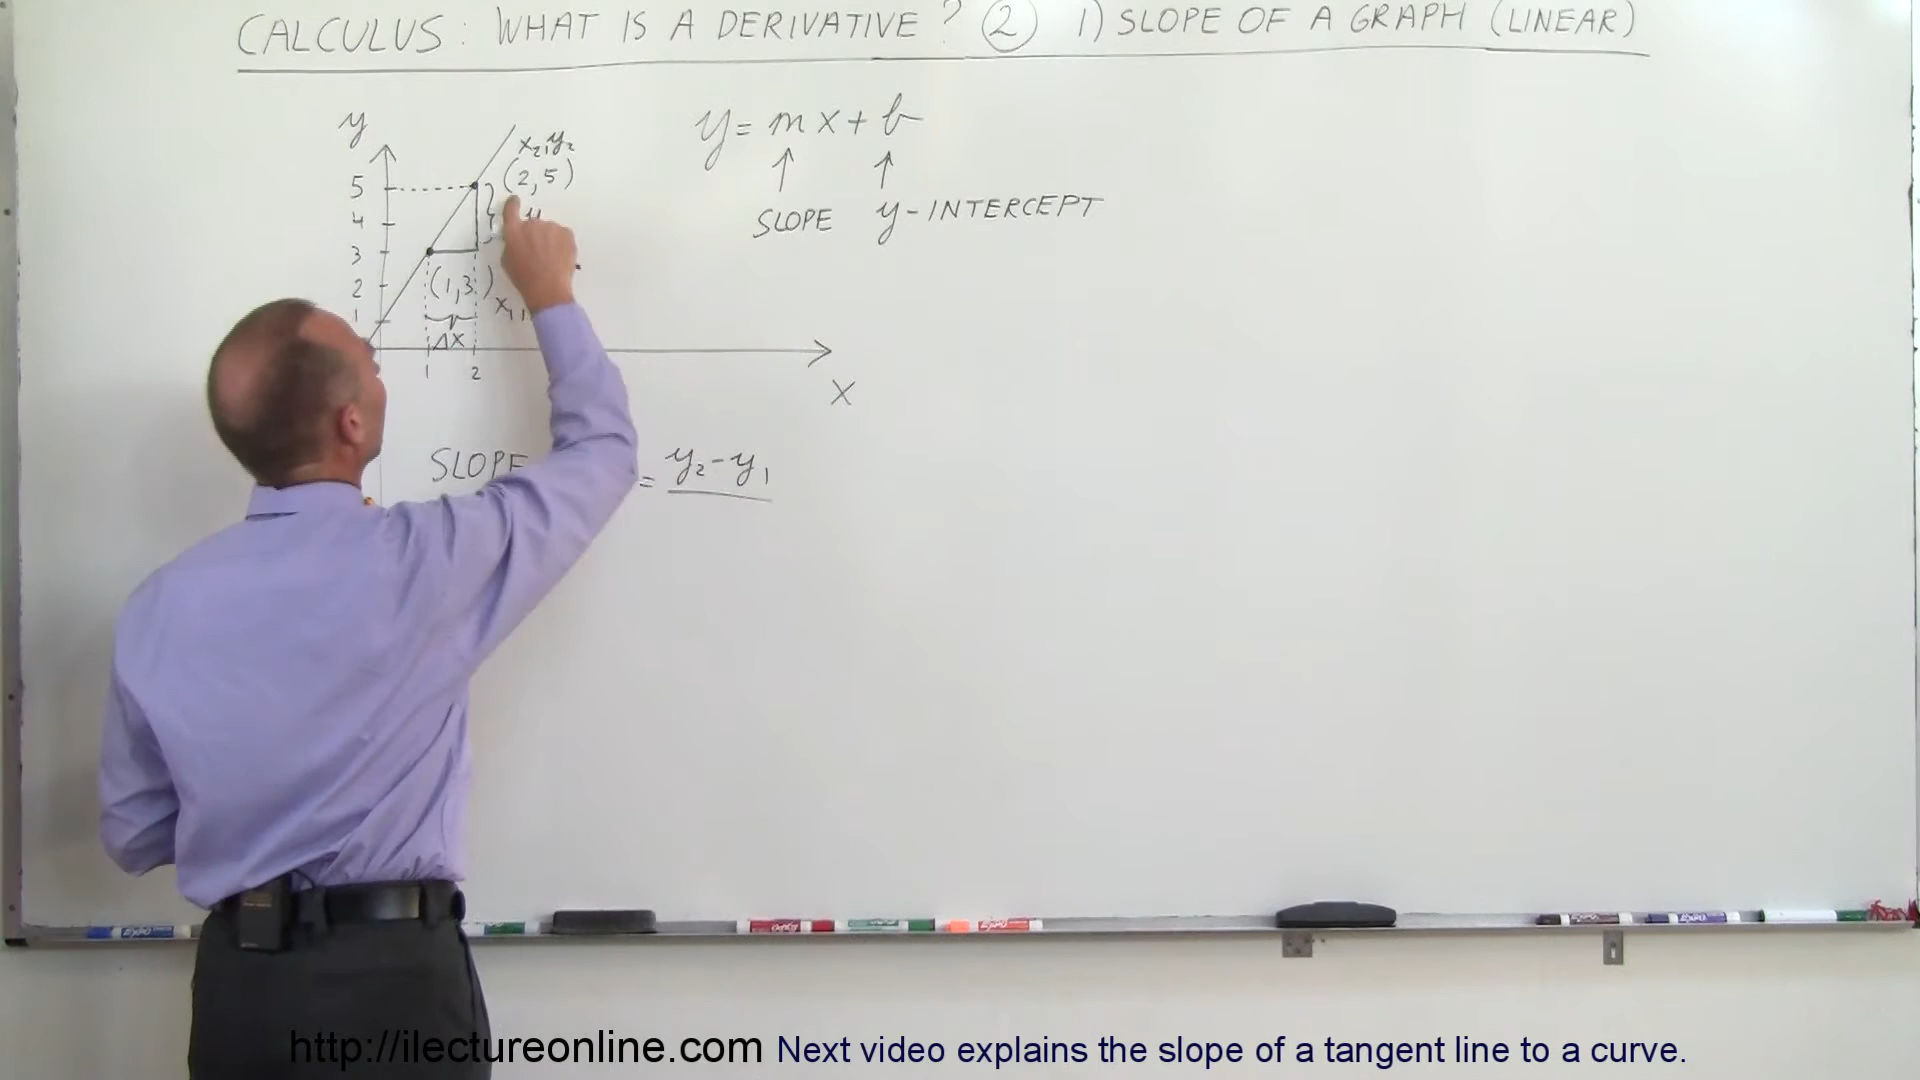 CALCULUS: WHAT IS A DERIVATIVE? ② 1) SLOPE OF A GRAPH (LINEAR)
y
x₂, y₂
(2, 5)
5
4
3
2
1
(1, 3)
x₁,
Δx
1 2
x
y = mx + b
↑ ↑
SLOPE y-INTERCEPT
SLOPE = y₂ - y₁
http://ilectureonline.com Next video explains the slope of a tangent line to a curve.